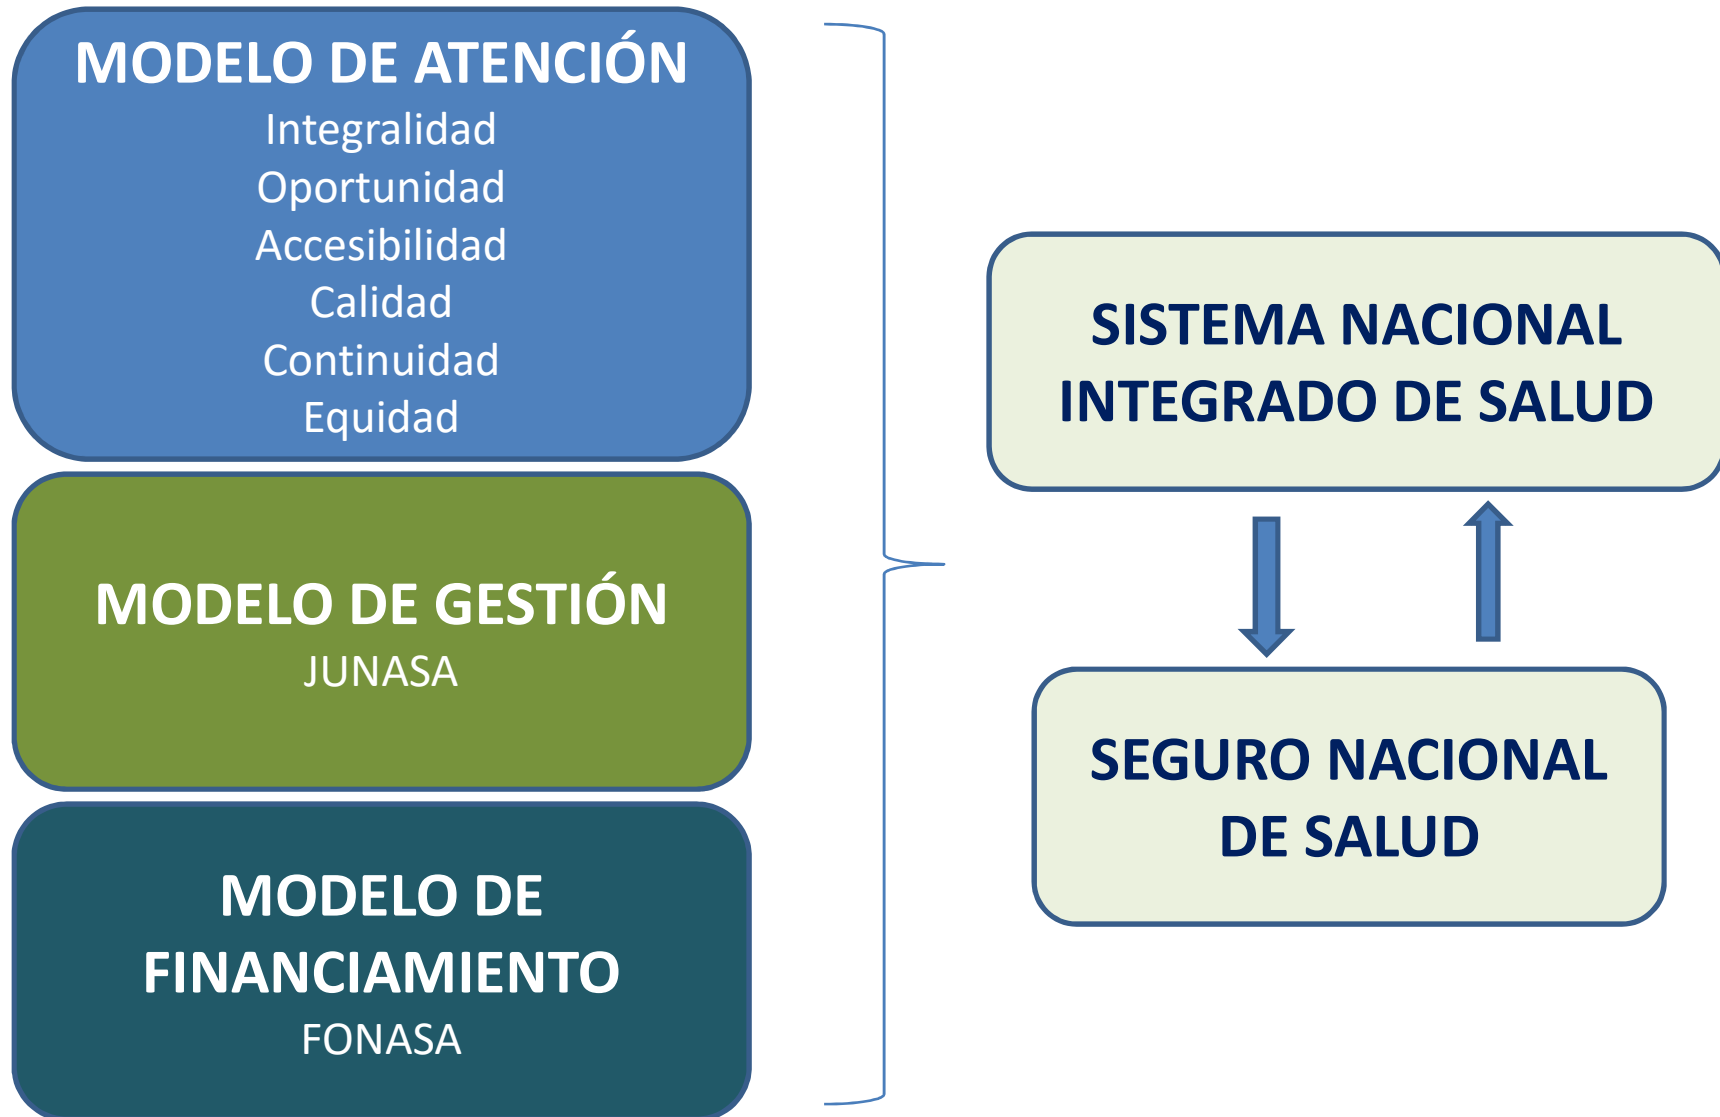 MODELO DE ATENCIÓN
Integralidad
Oportunidad
Accesibilidad
Calidad
Continuidad
Equidad
MODELO DE GESTIÓN
JUNASA
MODELO DE
FINANCIAMIENTO
FONASA
SISTEMA NACIONAL
INTEGRADO DE SALUD
SEGURO NACIONAL
DE SALUD